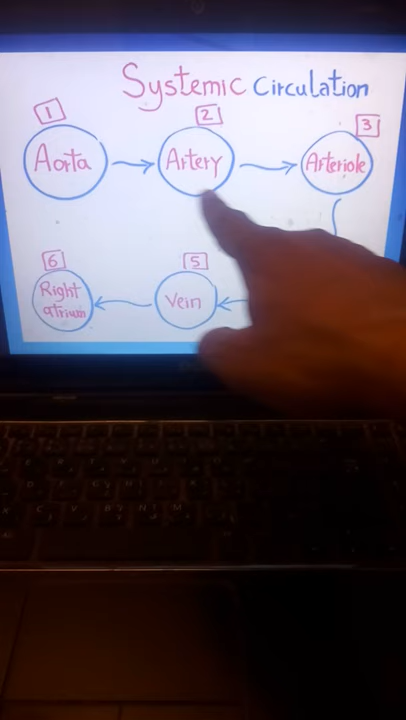 Systemic circulation
1
2
3
Aorta
Artery
Arteriole
6
5
Right
atrium
Vein